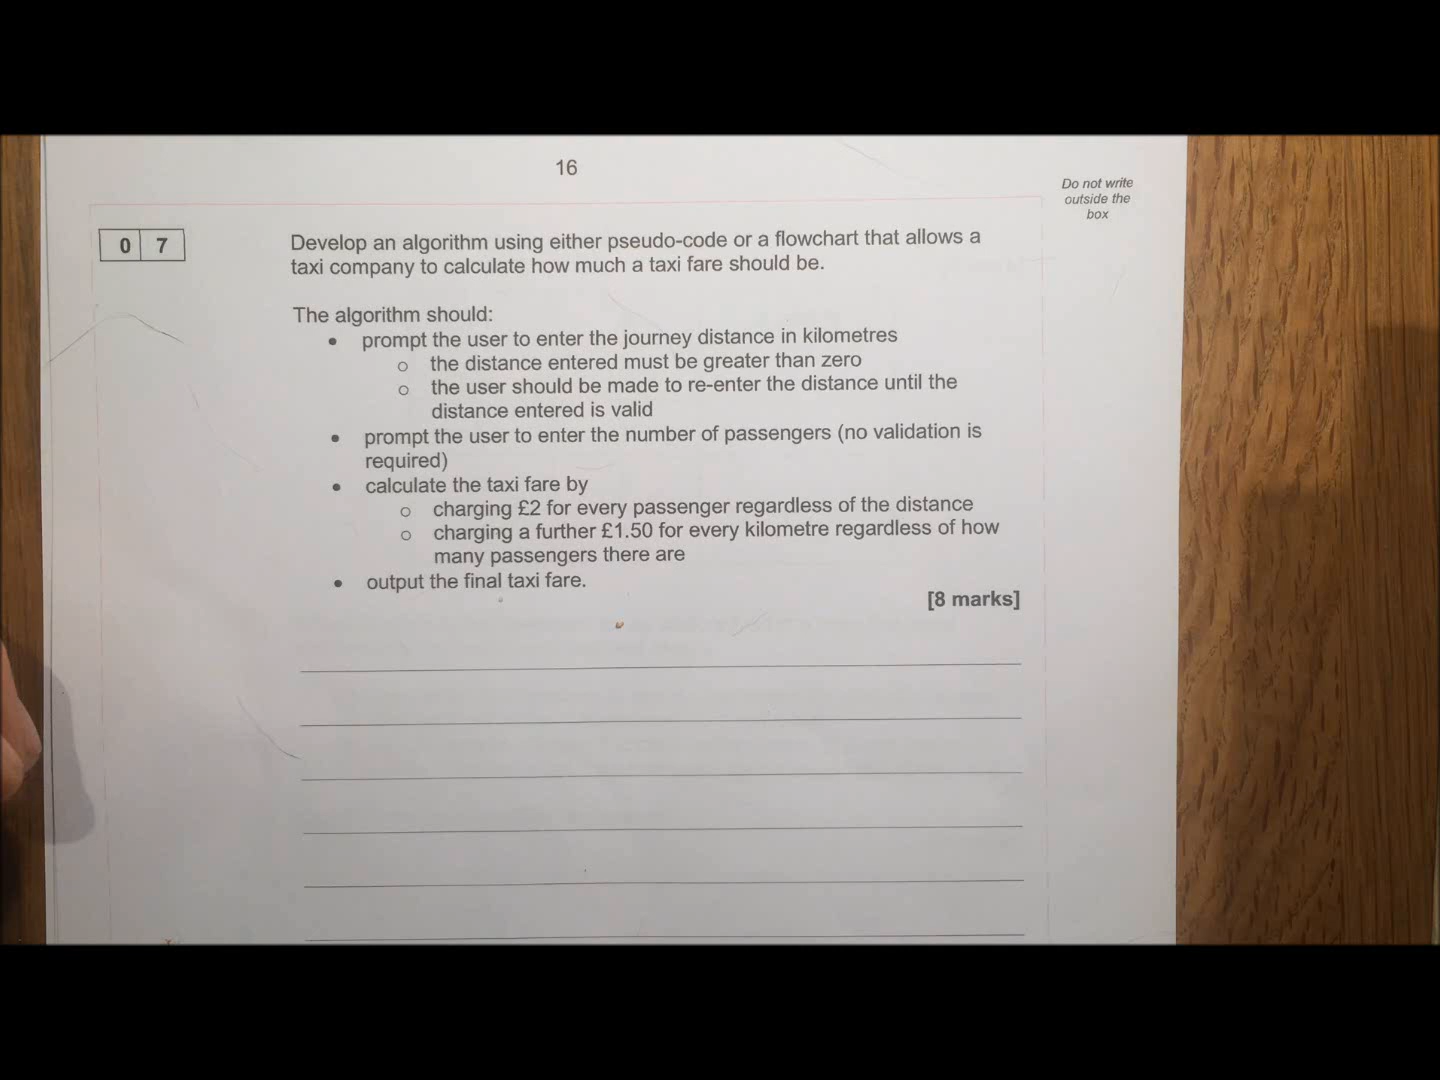 16
Do not write
outside the
box
0 7
Develop an algorithm using either pseudo-code or a flowchart that allows a
taxi company to calculate how much a taxi fare should be.
The algorithm should:
• prompt the user to enter the journey distance in kilometres
o the distance entered must be greater than zero
o the user should be made to re-enter the distance until the
distance entered is valid
• prompt the user to enter the number of passengers (no validation is
required)
• calculate the taxi fare by
o charging £2 for every passenger regardless of the distance
o charging a further £1.50 for every kilometre regardless of how
many passengers there are
• output the final taxi fare.
[8 marks]